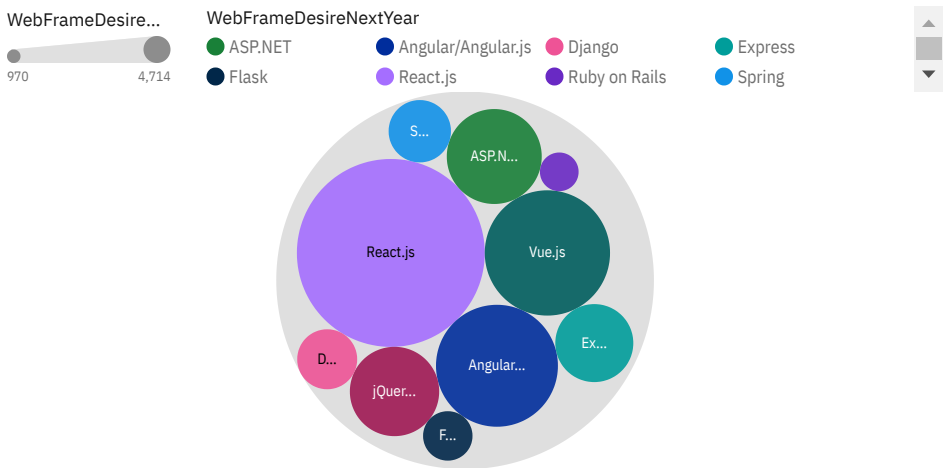 WebFrameDesire...
970 4,714
WebFrameDesireNextYear
ASP.NET Angular/Angular.js Django Express
Flask React.js Ruby on Rails Spring
S...
ASP.N...
React.js
Vue.js
Ex...
D...
Angular...
jQuer...
F...